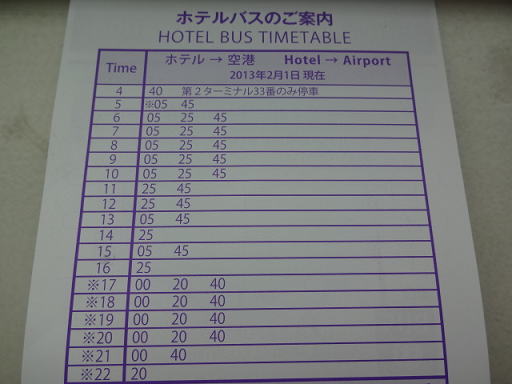 ホテルバスのご案内
HOTEL BUS TIMETABLE
Time ホテル → 空港 Hotel → Airport
2013年2月1日 現在
4 40 第2ターミナル33番のみ停車
5 ※05 45
6 05 25 45
7 05 25 45
8 05 25 45
9 05 25 45
10 05 25 45
11 25 45
12 25 45
13 05 45
14 25
15 05 45
16 25
※17 00 20 40
※18 00 20 40
※19 00 20 40
※20 00 20 40
※21 00 40
※22 20